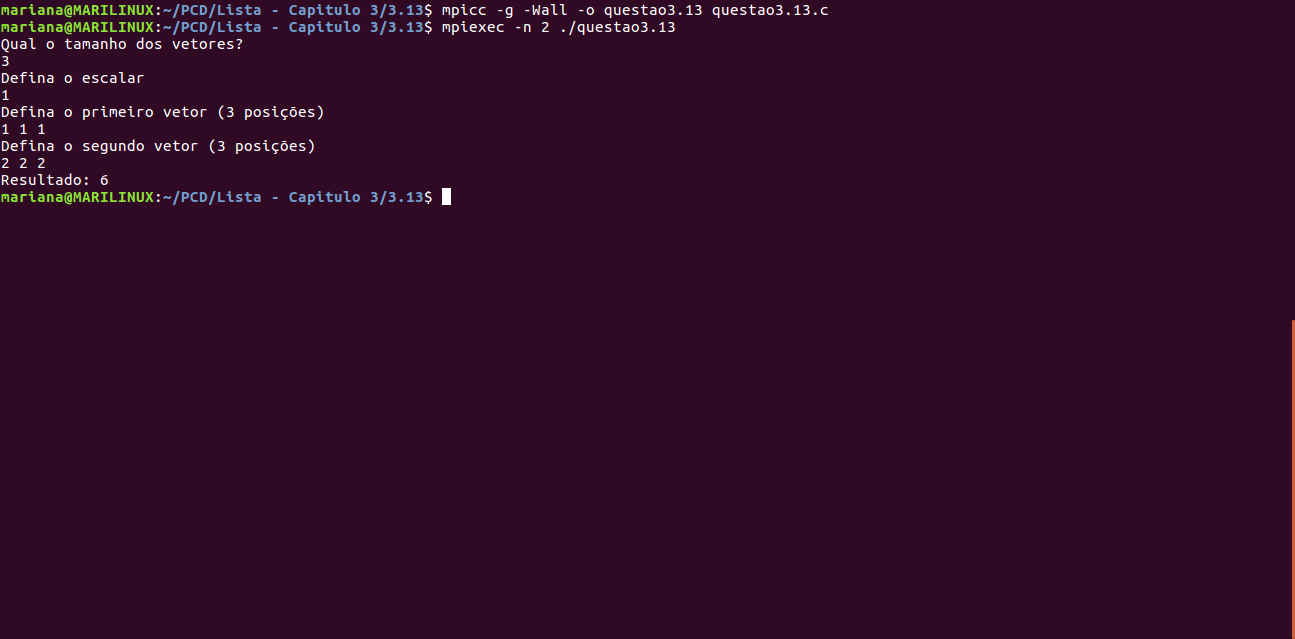 mariana@MARILINUX:~/PCD/Lista - Capitulo 3/3.13$ mpicc -g -Wall -o questao3.13 questao3.13.c
mariana@MARILINUX:~/PCD/Lista - Capitulo 3/3.13$ mpiexec -n 2 ./questao3.13
Qual o tamanho dos vetores?
3
Defina o escalar
1
Defina o primeiro vetor (3 posições)
1 1 1
Defina o segundo vetor (3 posições)
2 2 2
Resultado: 6
mariana@MARILINUX:~/PCD/Lista - Capitulo 3/3.13$